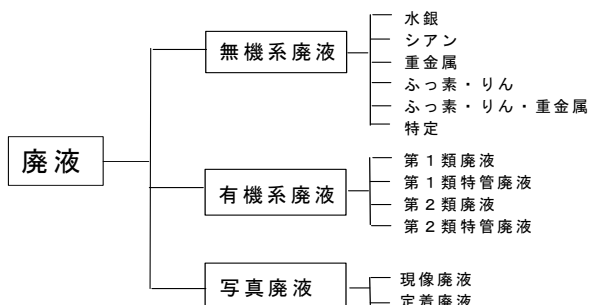 廃液
無機系廃液
水銀
シアン
重金属
ふっ素・りん
ふっ素・りん・重金属
特定
有機系廃液
第１類廃液
第１類特管廃液
第２類廃液
第２類特管廃液
写真廃液
現像廃液
定着廃液